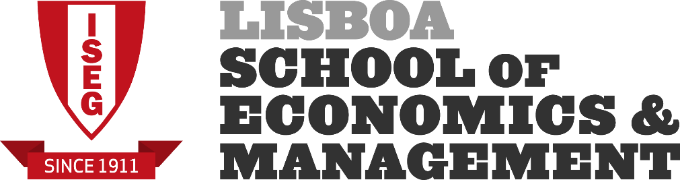 ISEG
SINCE 1911
LISBOA
SCHOOL OF
ECONOMICS &
MANAGEMENT